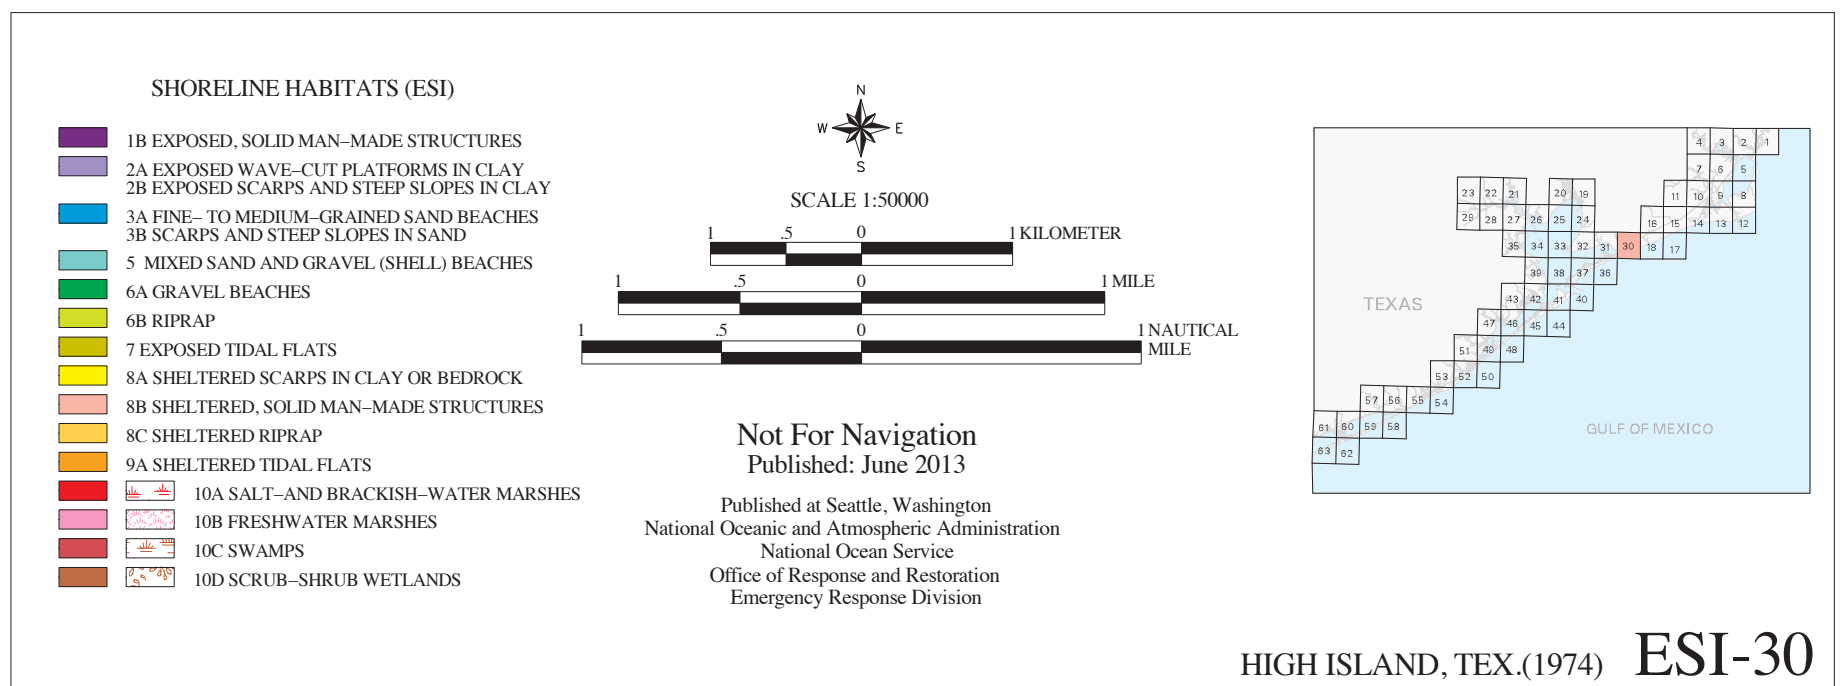 SHORELINE HABITATS (ESI)
1B EXPOSED, SOLID MAN-MADE STRUCTURES
2A EXPOSED WAVE-CUT PLATFORMS IN CLAY
2B EXPOSED SCARPS AND STEEP SLOPES IN CLAY
3A FINE- TO MEDIUM-GRAINED SAND BEACHES
3B SCARPS AND STEEP SLOPES IN SAND
5 MIXED SAND AND GRAVEL (SHELL) BEACHES
6A GRAVEL BEACHES
6B RIPRAP
7 EXPOSED TIDAL FLATS
8A SHELTERED SCARPS IN CLAY OR BEDROCK
8B SHELTERED, SOLID MAN-MADE STRUCTURES
8C SHELTERED RIPRAP
9A SHELTERED TIDAL FLATS
10A SALT-AND BRACKISH-WATER MARSHES
10B FRESHWATER MARSHES
10C SWAMPS
10D SCRUB-SHRUB WETLANDS
N
W E
S
SCALE 1:50000
1 .5 0 1 KILOMETER
1 .5 0 1 MILE
1 .5 0 1 NAUTICAL
MILE
Not For Navigation
Published: June 2013
Published at Seattle, Washington
National Oceanic and Atmospheric Administration
National Ocean Service
Office of Response and Restoration
Emergency Response Division
4 3 2 1
7 6 5
23 22 21 20 19 11 10 9 8
29 28 27 26 25 24 16 15 14 13 12
35 34 33 32 31 30 18 17
39 38 37 36
TEXAS
43 42 41 40
47 46 45 44
51 49 48
53 52 50
57 56 55 54
61 60 59 58
GULF OF MEXICO
63 62
HIGH ISLAND, TEX.(1974) ESI-30